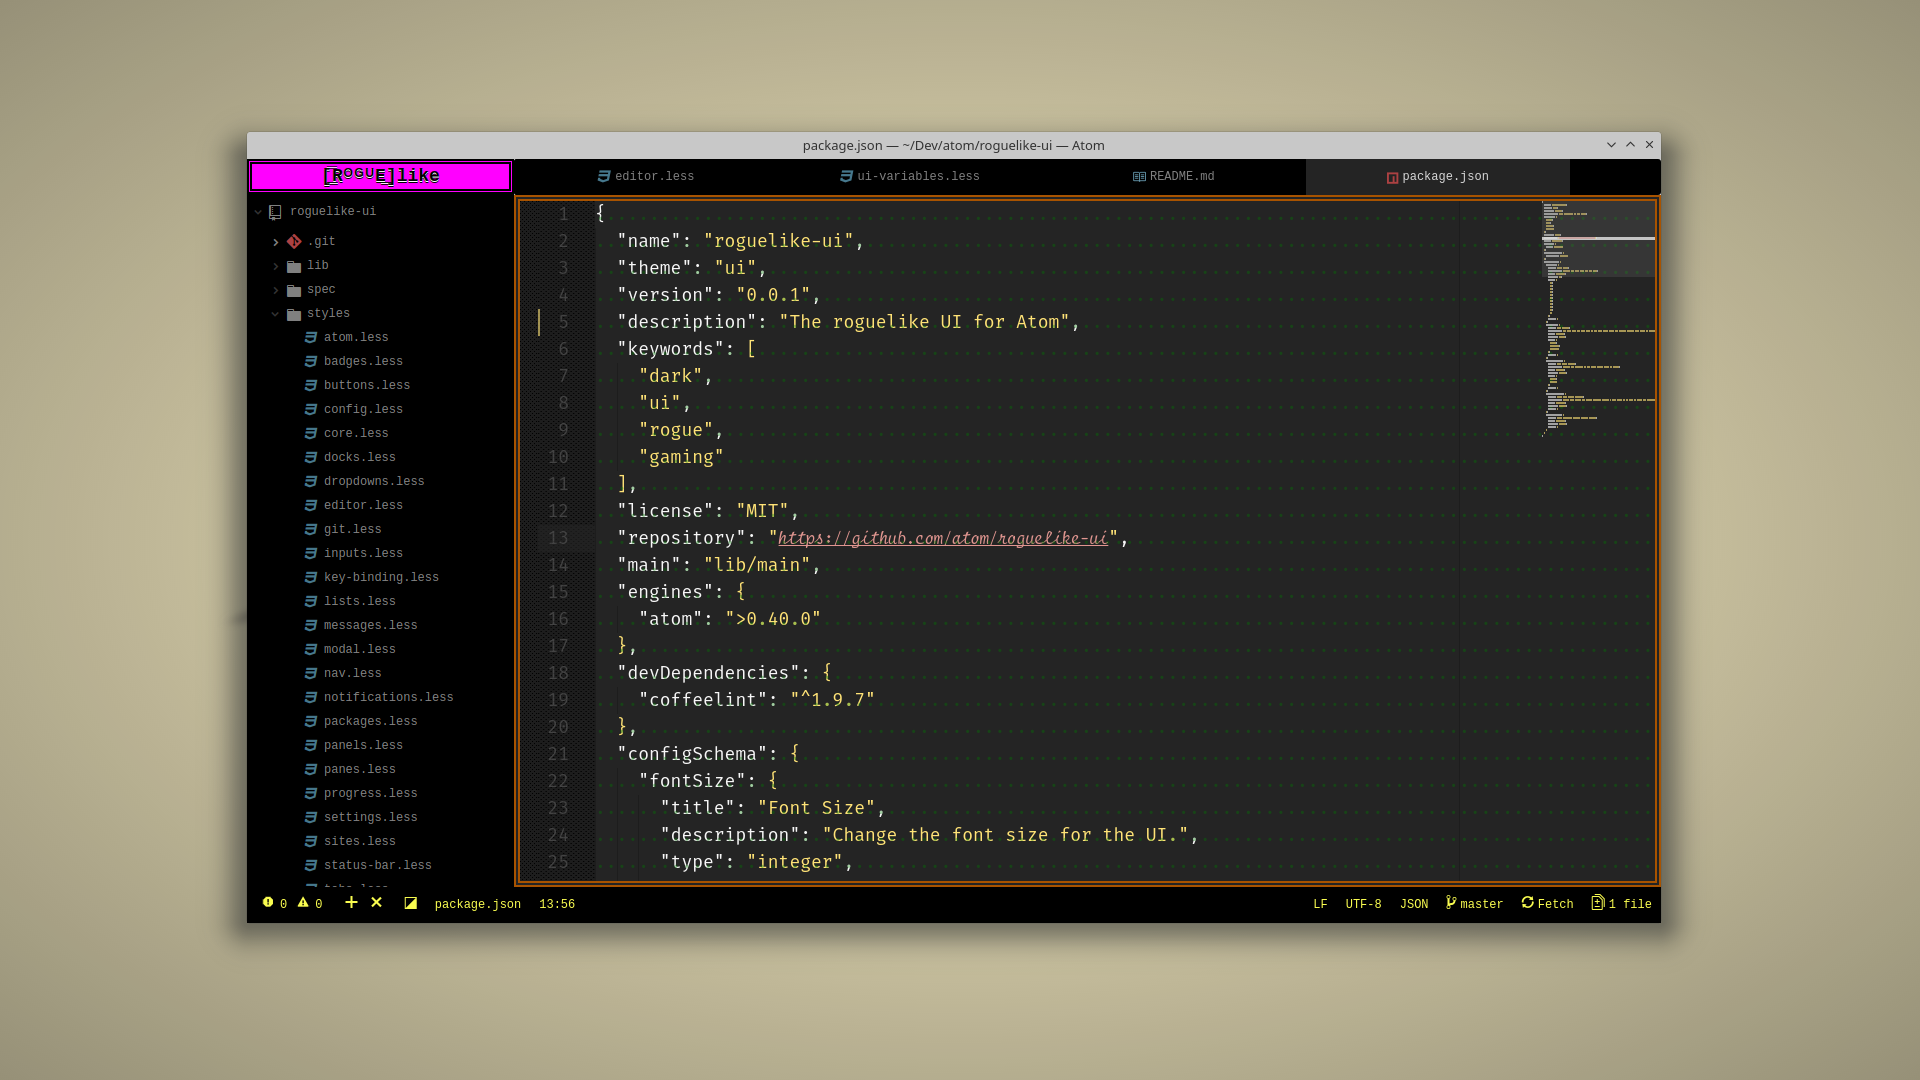 package.json — ~/Dev/atom/roguelike-ui — Atom
[ROGUE]like
editor.less
ui-variables.less
README.md
package.json
roguelike-ui
.git
lib
spec
styles
atom.less
badges.less
buttons.less
config.less
core.less
docks.less
dropdowns.less
editor.less
git.less
inputs.less
key-binding.less
lists.less
messages.less
modal.less
nav.less
notifications.less
packages.less
panels.less
panes.less
progress.less
settings.less
sites.less
status-bar.less
1 {
2 "name": "roguelike-ui",
3 "theme": "ui",
4 "version": "0.0.1",
5 "description": "The roguelike UI for Atom",
6 "keywords": [
7 "dark",
8 "ui",
9 "rogue",
10 "gaming"
11 ],
12 "license": "MIT",
13 "repository": "https://github.com/atom/roguelike-ui",
14 "main": "lib/main",
15 "engines": {
16 "atom": ">0.40.0"
17 },
18 "devDependencies": {
19 "coffeelint": "^1.9.7"
20 },
21 "configSchema": {
22 "fontSize": {
23 "title": "Font Size",
24 "description": "Change the font size for the UI.",
25 "type": "integer",
0 0 package.json 13:56 LF UTF-8 JSON master Fetch 1 file